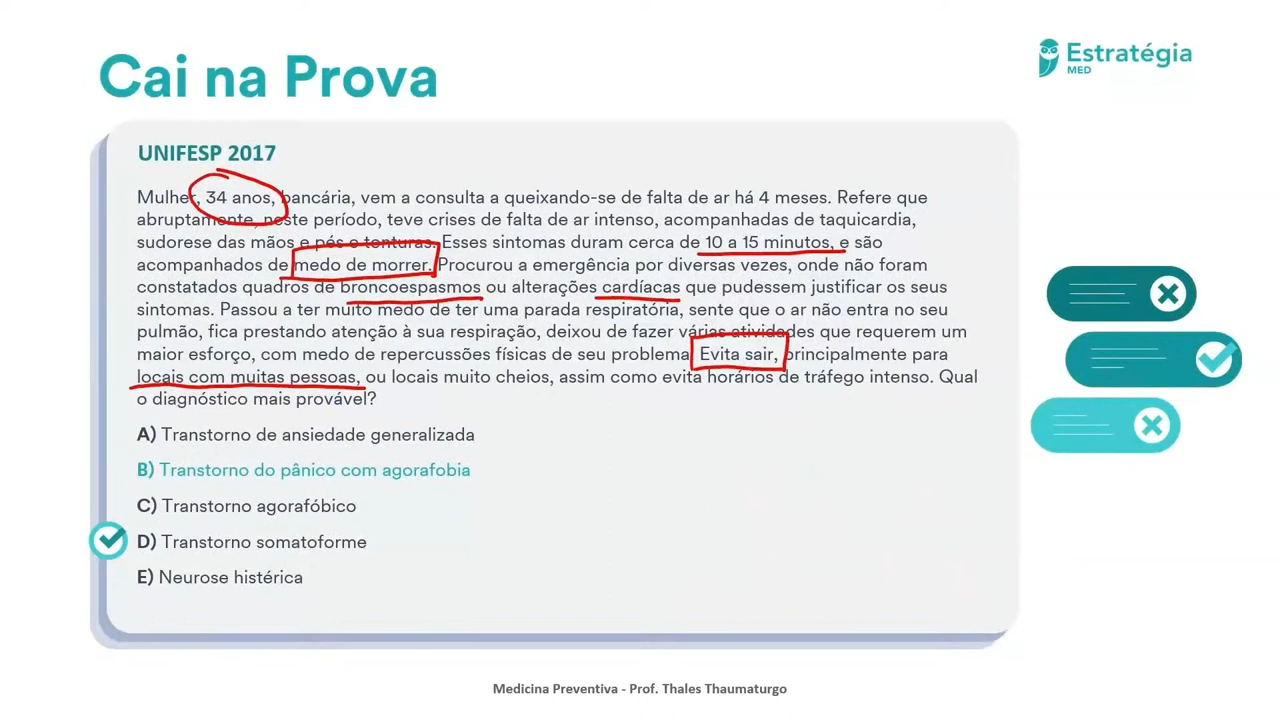 Cai na Prova
Estratégia
MED
UNIFESP 2017
Mulher, 34 anos, bancária, vem a consulta a queixando-se de falta de ar há 4 meses. Refere que
abruptamente, neste período, teve crises de falta de ar intenso, acompanhadas de taquicardia,
sudorese das mãos e pés e tonturas. Esses sintomas duram cerca de 10 a 15 minutos, e são
acompanhados de medo de morrer. Procurou a emergência por diversas vezes, onde não foram
constatados quadros de broncoespasmos ou alterações cardíacas que pudessem justificar os seus
sintomas. Passou a ter muito medo de ter uma parada respiratória, sente que o ar não entra no seu
pulmão, fica prestando atenção à sua respiração, deixou de fazer várias atividades que requerem um
maior esforço, com medo de repercussões físicas de seu problema. Evita sair, principalmente para
locais com muitas pessoas, ou locais muito cheios, assim como evita horários de tráfego intenso. Qual
o diagnóstico mais provável?
A) Transtorno de ansiedade generalizada
B) Transtorno do pânico com agorafobia
C) Transtorno agorafóbico
D) Transtorno somatoforme
E) Neurose histérica
Medicina Preventiva - Prof. Thales Thaumaturgo